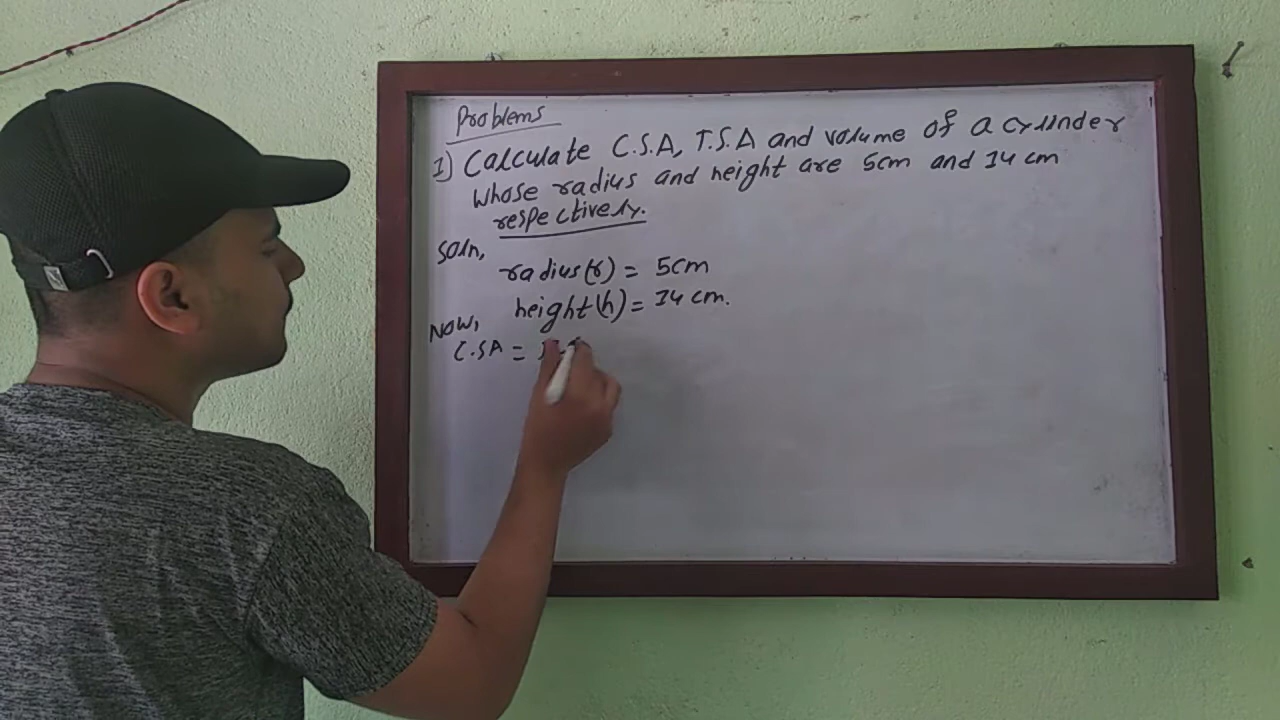 Problems
1) Calculate C.S.A, T.S.A and volume of a cylinder
whose radius and height are 5cm and 14 cm
respectively.
Soln,
radius(r) = 5cm
height(h) = 14 cm.
Now,
C.SA =